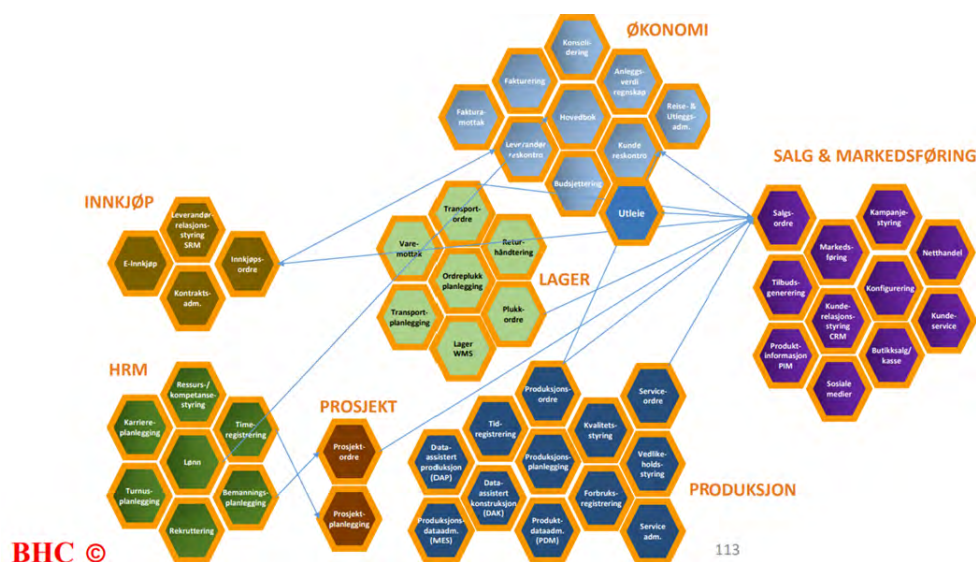 ØKONOMI
Konsoli-
dering
Fakturering
Anleggs-
verdi
regnskap
Faktura-
mottak
Hovedbok
Reise- &
Utleggs-
adm.
Leverandør
reskontro
Kunde
reskontro
Budsjettering
Utleie
SALG & MARKEDSFØRING
Salgs-
ordre
Kampanje-
styring
Markeds-
føring
Netthandel
Tilbuds-
generering
Konfigurering
Kunde-
relasjons-
styring
CRM
Kunde-
service
Produkt-
informasjon
PIM
Butikksalg/
kasse
Sosiale
medier
INNKJØP
Leverandør-
relasjons-
styring
SRM
E-Innkjøp
Innkjøps-
ordre
Kontrakts-
adm.
LAGER
Transport-
ordre
Vare-
mottak
Retur-
håndtering
Ordreplukk
planlegging
Transport-
planlegging
Plukk-
ordre
Lager
WMS
HRM
Ressurs-/
kompetanse-
styring
Karriere-
planlegging
Time-
registrering
Lønn
Turnus-
planlegging
Bemannings-
planlegging
Rekruttering
PROSJEKT
Prosjekt-
ordre
Prosjekt-
planlegging
PRODUKSJON
Produksjons-
ordre
Service-
ordre
Tid-
registrering
Kvalitets-
styring
Data-
assistert
produksjon
(DAP)
Produksjons-
planlegging
Vedlike-
holds-
styring
Data-
assistert
konstruksjon
(DAK)
Forbruks-
registrering
Produksjons-
dataadm.
(MES)
Produkt-
dataadm.
(PDM)
Service
adm.
BHC ©
113